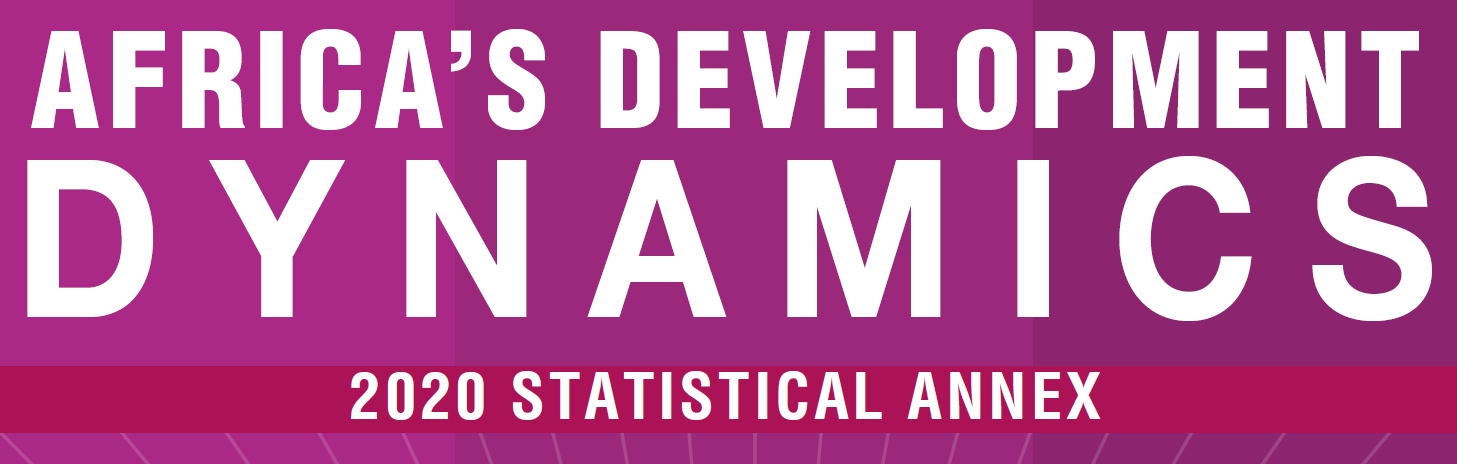 AFRICA’S DEVELOPMENT
DYNAMICS
2020 STATISTICAL ANNEX